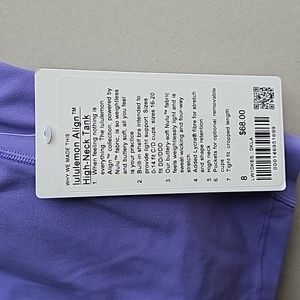 WHY WE MADE THIS
lululemon Align™
High-Neck Tank
1 When feeling nothing is
everything. The lululemon
Align™ collection, powered by
Nulu™ fabric, is so weightless
and buttery soft, all you feel
is your practice
2 Built-in shelf bra intended to
provide light support. Sizes
0-14 fit C/D cups, sizes 16-20
fit DD/DDD
3 Our buttery-soft Nulu™ fabric
feels weightless, light and is
sweat-wicking and four-way
stretch
4 Added Lycra® fibre for stretch
and shape retention
5 High neck
6 Pockets for optional, removable
cups
7 Tight fit, cropped length
8
$68.00